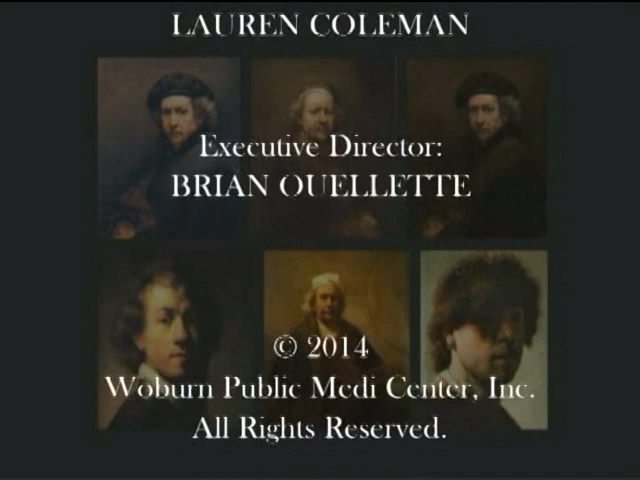 LAUREN COLEMAN
Executive Director:
BRIAN OUELLETTE
© 2014
Woburn Public Medi Center, Inc.
All Rights Reserved.